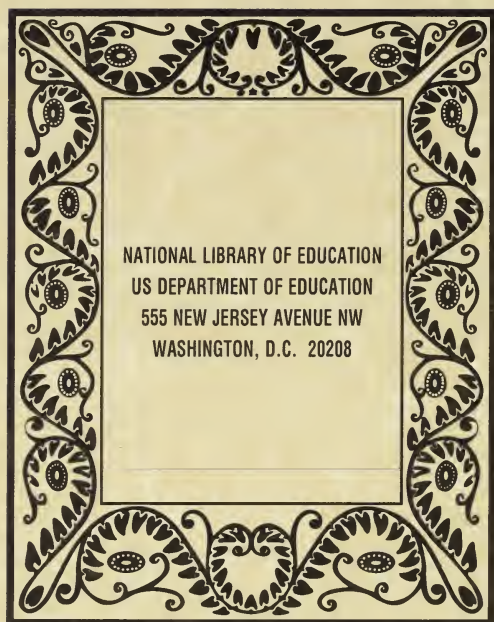 NATIONAL LIBRARY OF EDUCATION
US DEPARTMENT OF EDUCATION
555 NEW JERSEY AVENUE NW
WASHINGTON, D.C. 20208